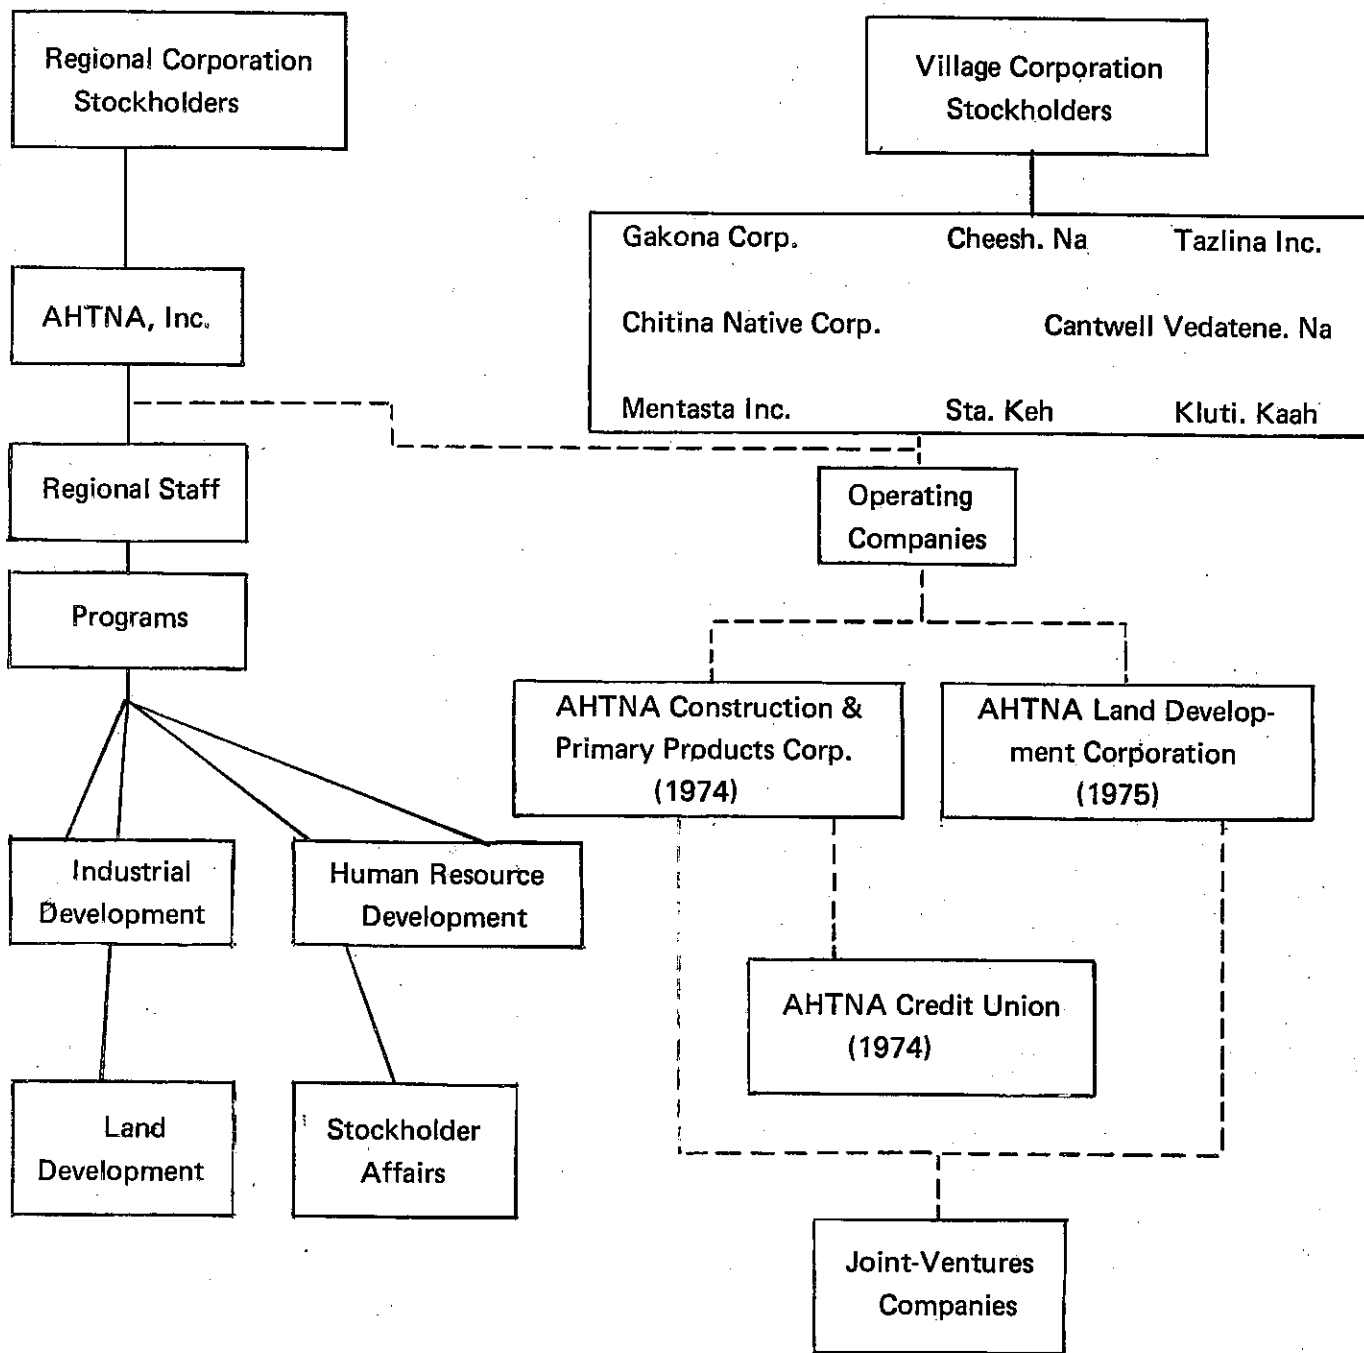 Regional Corporation
Stockholders
Village Corporation
Stockholders
Gakona Corp. Cheesh. Na Tazlina Inc.
Chitina Native Corp. Cantwell Vedatene. Na
Mentasta Inc. Sta. Keh Kluti. Kaah
AHTNA, Inc.
Regional Staff
Operating
Companies
Programs
AHTNA Construction &
Primary Products Corp.
(1974)
AHTNA Land Develop-
ment Corporation
(1975)
Industrial
Development
Human Resource
Development
AHTNA Credit Union
(1974)
Land
Development
Stockholder
Affairs
Joint-Ventures
Companies